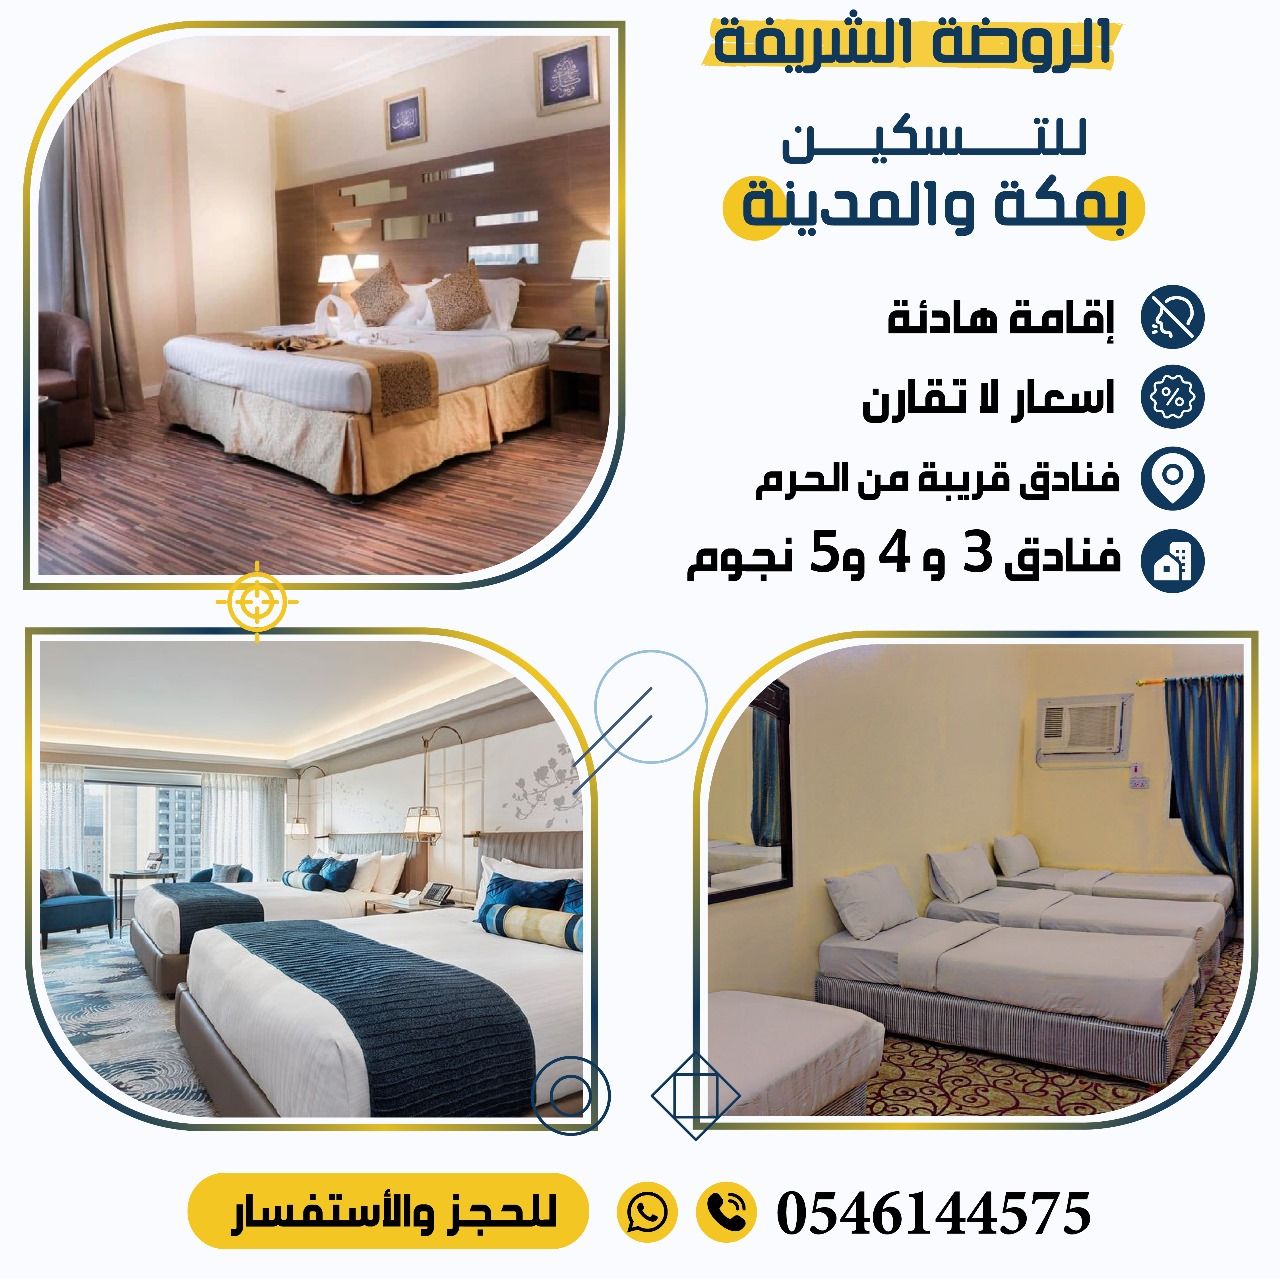 الروضة الشريفة
للتسكين
بمكة والمدينة
إقامة هادئة
اسعار لا تقارن
فنادق قريبة من الحرم
فنادق 3 و 4 و5 نجوم
للحجز والأستفسار
0546144575